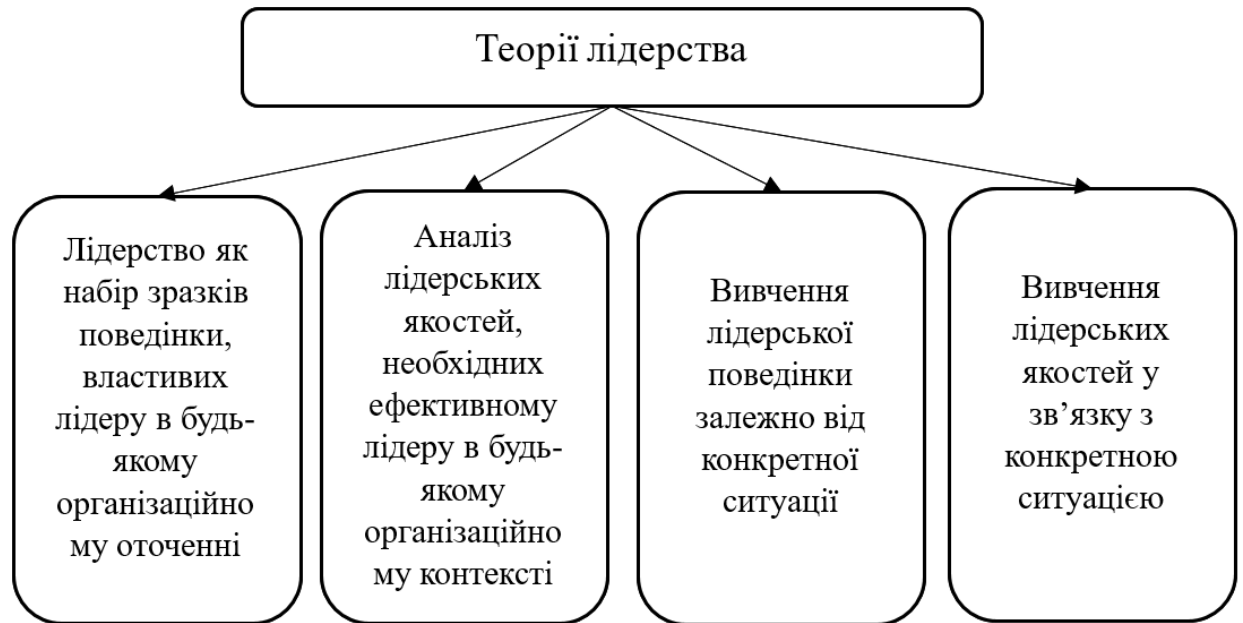 Теорії лідерства
Лідерство як
набір зразків
поведінки,
властивих
лідеру в будь-
якому
організаційно
му оточенні
Аналіз
лідерських
якостей,
необхідних
ефективному
лідеру в будь-
якому
організаційно
му контексті
Вивчення
лідерської
поведінки
залежно від
конкретної
ситуації
Вивчення
лідерських
якостей у
зв’язку з
конкретною
ситуацією